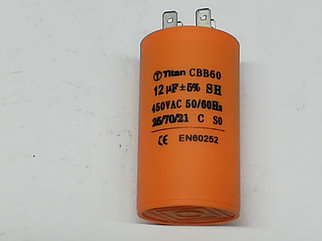 Titan CBB60
12 µF ± 5% SH
450VAC 50/60Hz
25/70/21 C S0
CE EN60252